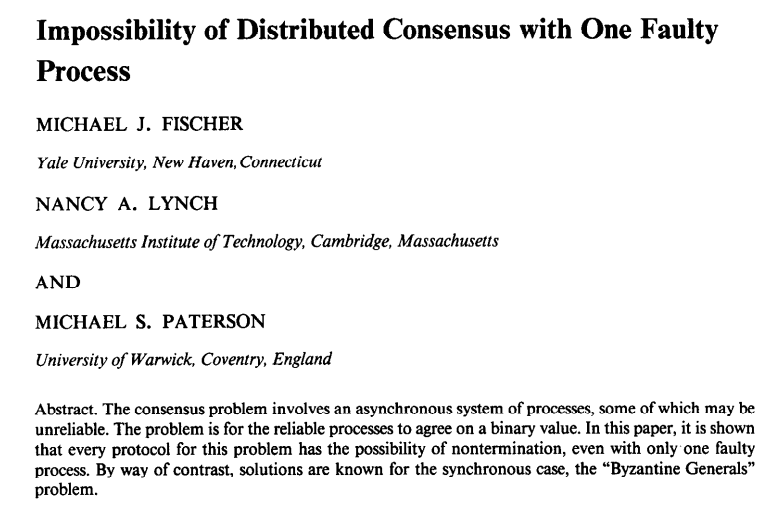 Impossibility of Distributed Consensus with One Faulty
Process
MICHAEL J. FISCHER
Yale University, New Haven, Connecticut
NANCY A. LYNCH
Massachusetts Institute of Technology, Cambridge, Massachusetts
AND
MICHAEL S. PATERSON
University of Warwick, Coventry, England
Abstract. The consensus problem involves an asynchronous system of processes, some of which may be
unreliable. The problem is for the reliable processes to agree on a binary value. In this paper, it is shown
that every protocol for this problem has the possibility of nontermination, even with only one faulty
process. By way of contrast, solutions are known for the synchronous case, the “Byzantine Generals”
problem.